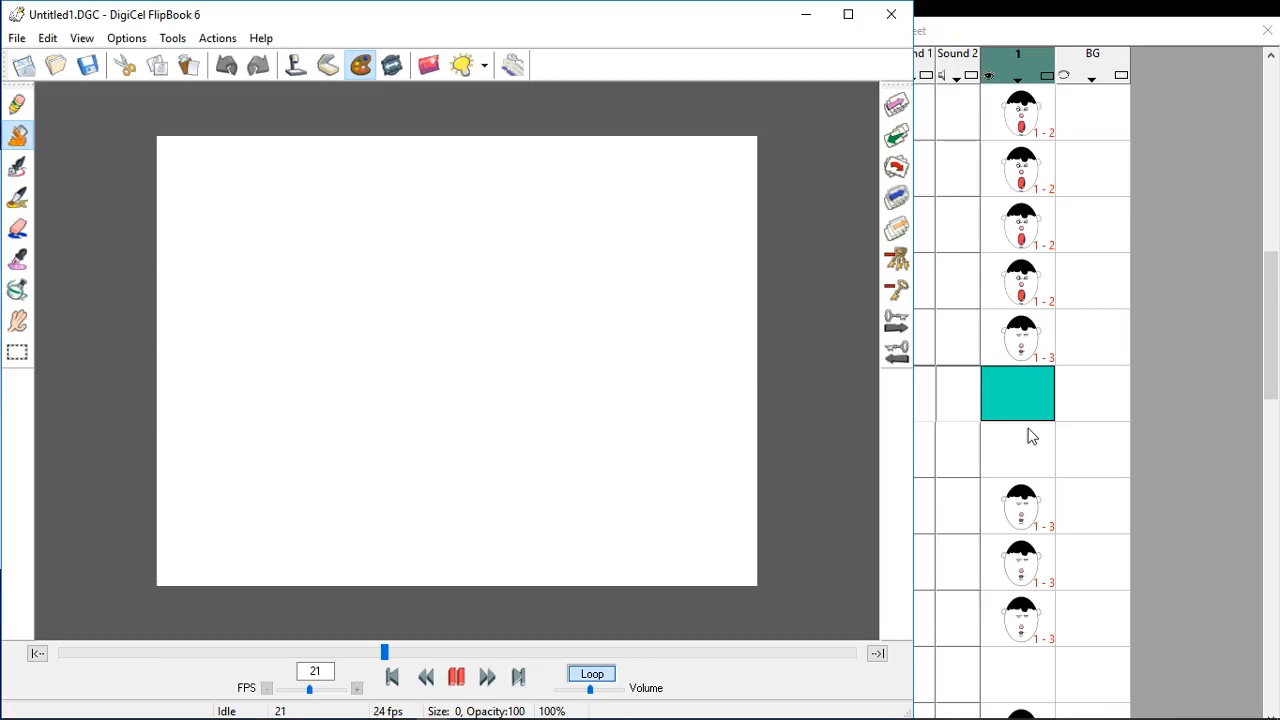 Untitled1.DGC - DigiCel FlipBook 6
eet
File Edit View Options Tools Actions Help
nd 1 Sound 2 1 BG
1 - 2
1 - 2
1 - 2
1 - 2
1 - 3
1 - 3
1 - 3
1 - 3
21 Loop
FPS - + Volume
Idle 21 24 fps Size: 0, Opacity:100 100%